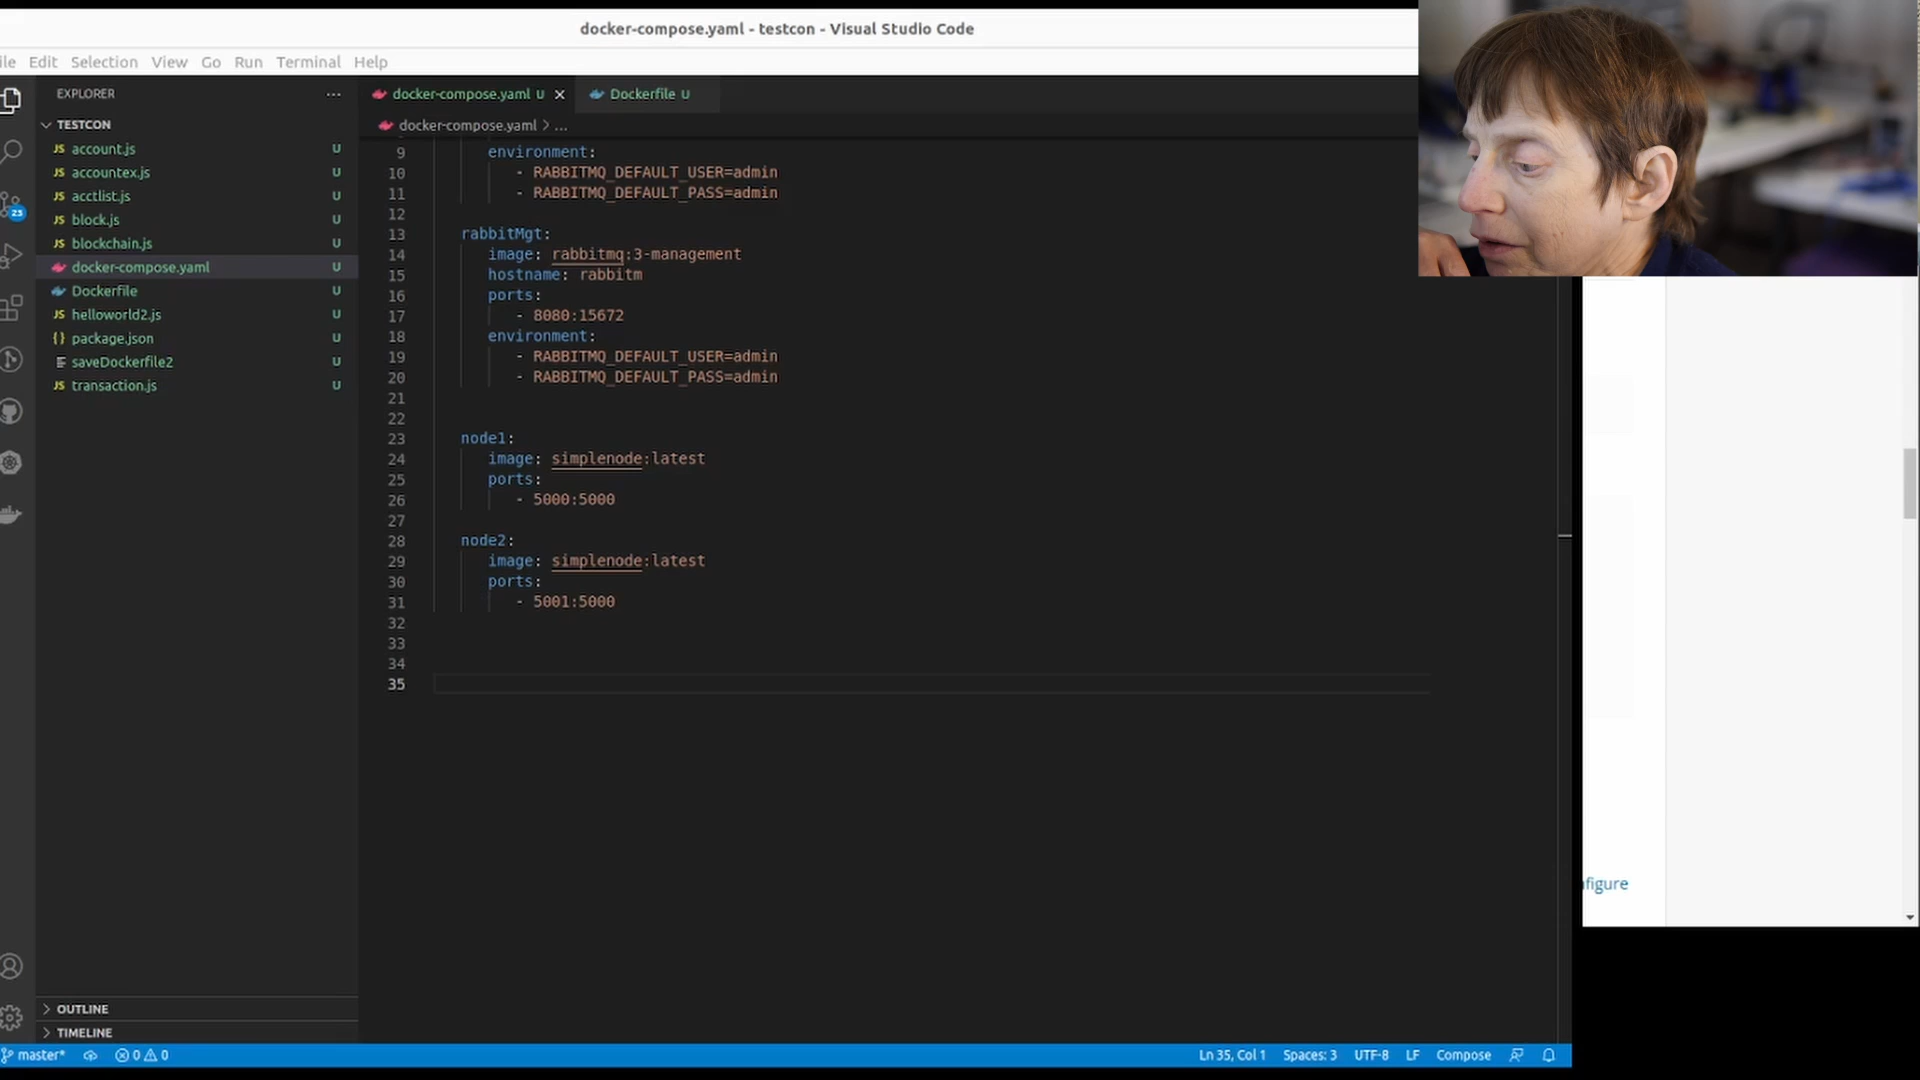 docker-compose.yaml - testcon - Visual Studio Code
ile Edit Selection View Go Run Terminal Help
EXPLORER ...
TESTCON
JS account.js U
JS accountex.js U
JS acctlist.js U
JS block.js U
JS blockchain.js U
docker-compose.yaml U
Dockerfile U
JS helloworld2.js U
{} package.json U
saveDockerfile2 U
JS transaction.js U
OUTLINE
TIMELINE
23
docker-compose.yaml U
Dockerfile U
docker-compose.yaml > ...
9 environment:
10 - RABBITMQ_DEFAULT_USER=admin
11 - RABBITMQ_DEFAULT_PASS=admin
12
13 rabbitMgt:
14 image: rabbitmq:3-management
15 hostname: rabbitm
16 ports:
17 - 8080:15672
18 environment:
19 - RABBITMQ_DEFAULT_USER=admin
20 - RABBITMQ_DEFAULT_PASS=admin
21
22
23 node1:
24 image: simplenode:latest
25 ports:
26 - 5000:5000
27
28 node2:
29 image: simplenode:latest
30 ports:
31 - 5001:5000
32
33
34
35
figure
master* 0 0 Ln 35, Col 1 Spaces: 3 UTF-8 LF Compose